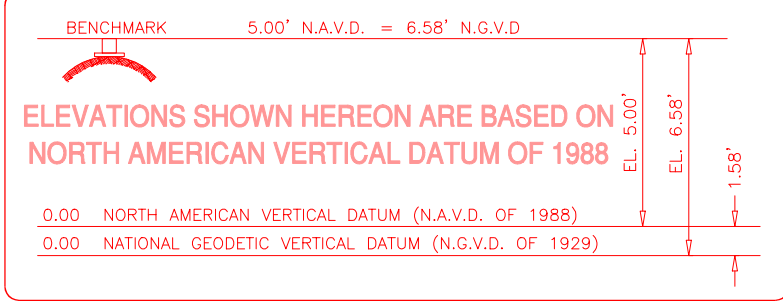 BENCHMARK 5.00' N.A.V.D. = 6.58' N.G.V.D
ELEVATIONS SHOWN HEREON ARE BASED ON
NORTH AMERICAN VERTICAL DATUM OF 1988
EL. 5.00'
EL. 6.58'
1.58'
0.00 NORTH AMERICAN VERTICAL DATUM (N.A.V.D. OF 1988)
0.00 NATIONAL GEODETIC VERTICAL DATUM (N.G.V.D. OF 1929)